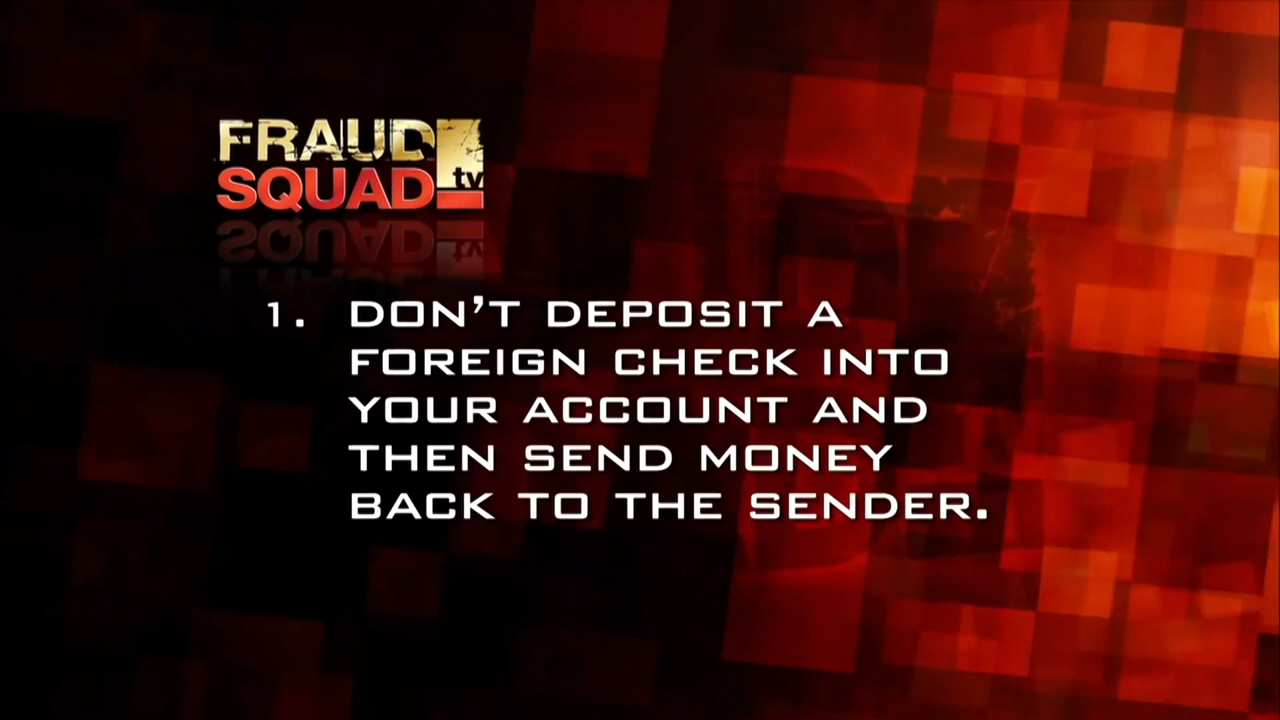 FRAUD
SQUAD tv
1. DON'T DEPOSIT A
FOREIGN CHECK INTO
YOUR ACCOUNT AND
THEN SEND MONEY
BACK TO THE SENDER.